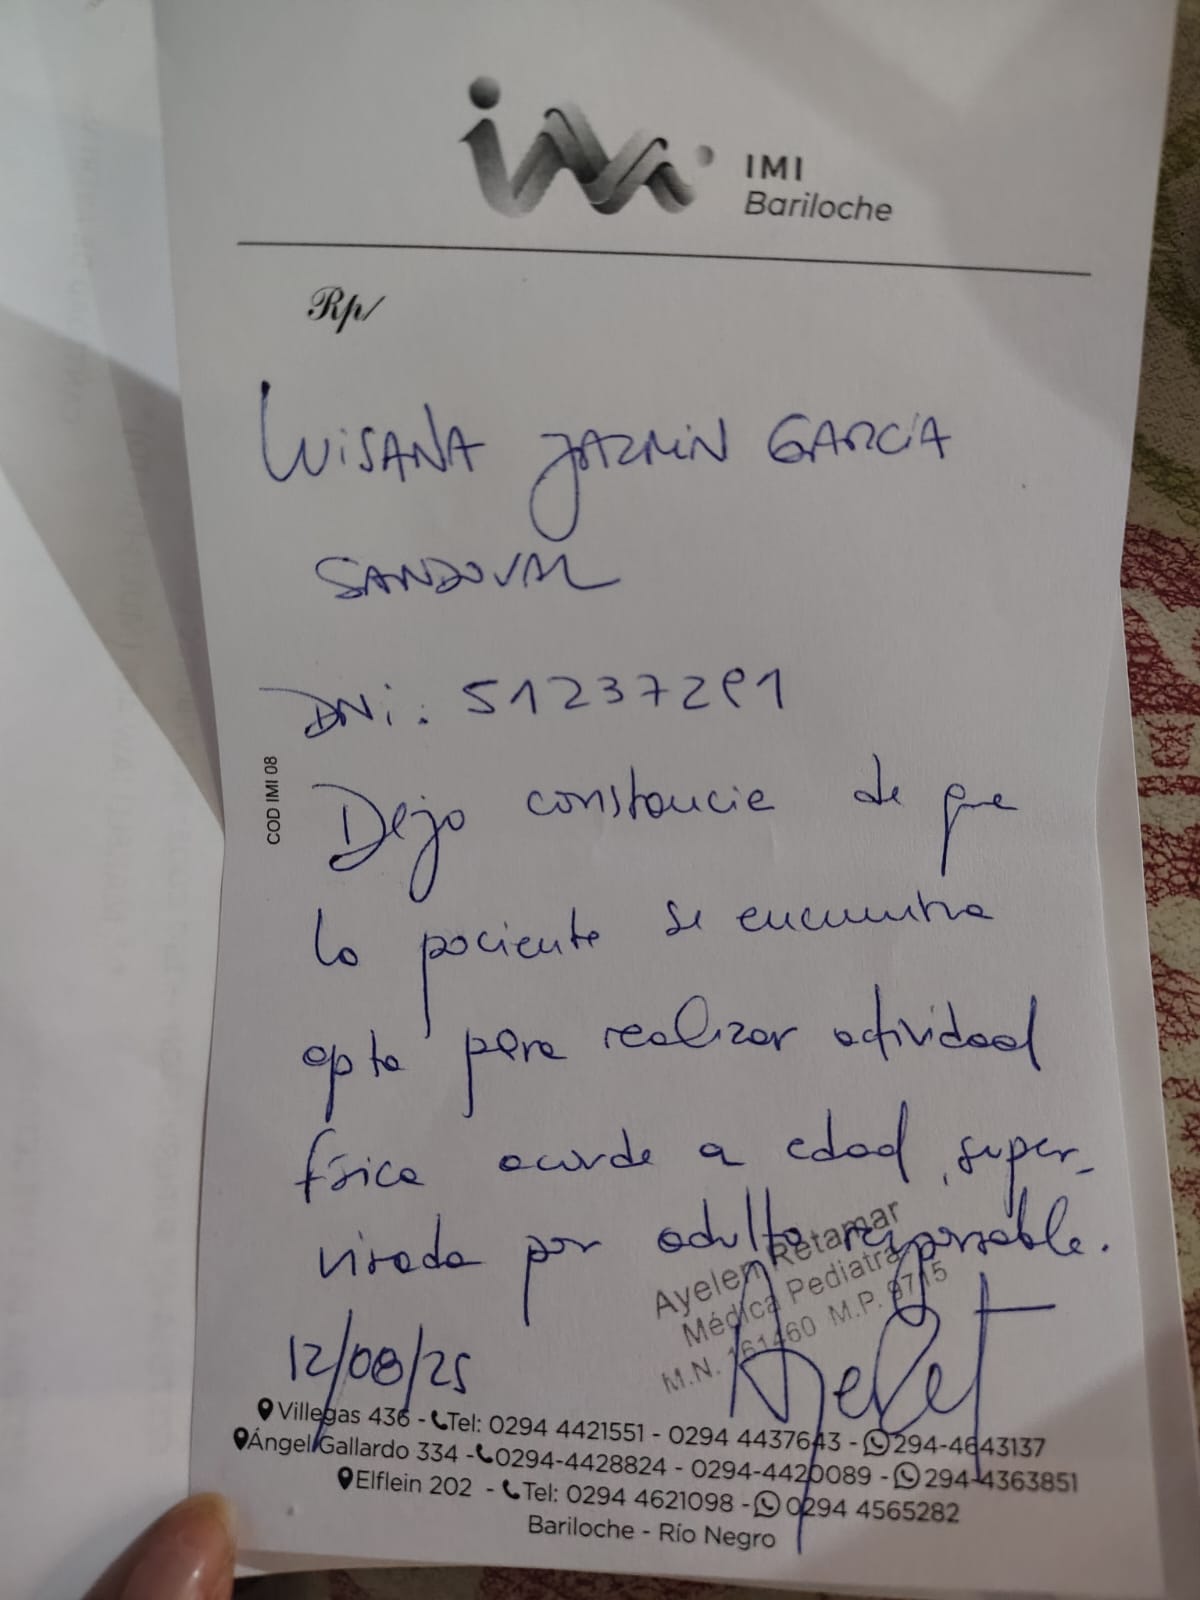 IMI
Bariloche
Rp/
LUISANA JAZMIN GARCÍA
SANDOVAL
DNi: 51237291
COD IMI 08
Dejo constancia de que
la paciente se encuentra
apta para realizar actividad
física acorde a edad, super-
visada por adulto responsable.
Ayelen Retamar
Médica Pediatra
M.N. 161460 M.P. 9715
12/08/25
Villegas 436 - Tel: 0294 4421551 - 0294 4437643 - 294-4643137
Ángel Gallardo 334 - 0294-4428824 - 0294-4420089 - 294-4363851
Elflein 202 - Tel: 0294 4621098 - 0294 4565282
Bariloche - Río Negro